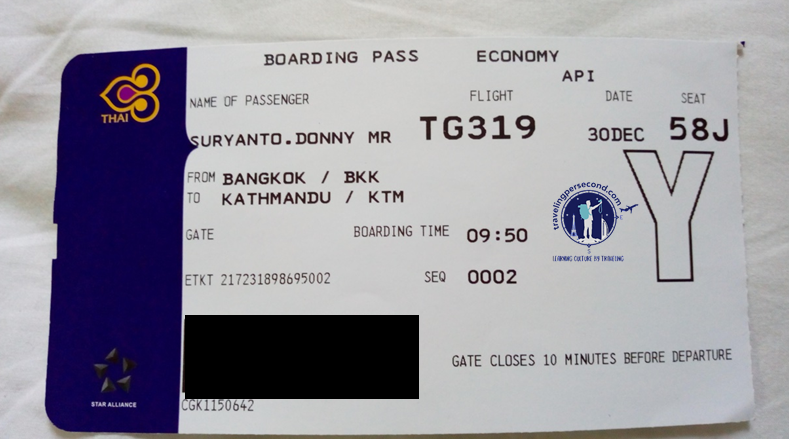 BOARDING PASS ECONOMY
API
THAI
NAME OF PASSENGER FLIGHT DATE SEAT
SURYANTO.DONNY MR TG319 30DEC 58J
FROM BANGKOK / BKK
TO KATHMANDU / KTM
Y
travelingpersecond.com
LEARNING CULTURE BY TRAVELING
GATE BOARDING TIME 09:50
ETKT 217231898695002 SEQ 0002
GATE CLOSES 10 MINUTES BEFORE DEPARTURE
STAR ALLIANCE
CGK1150642